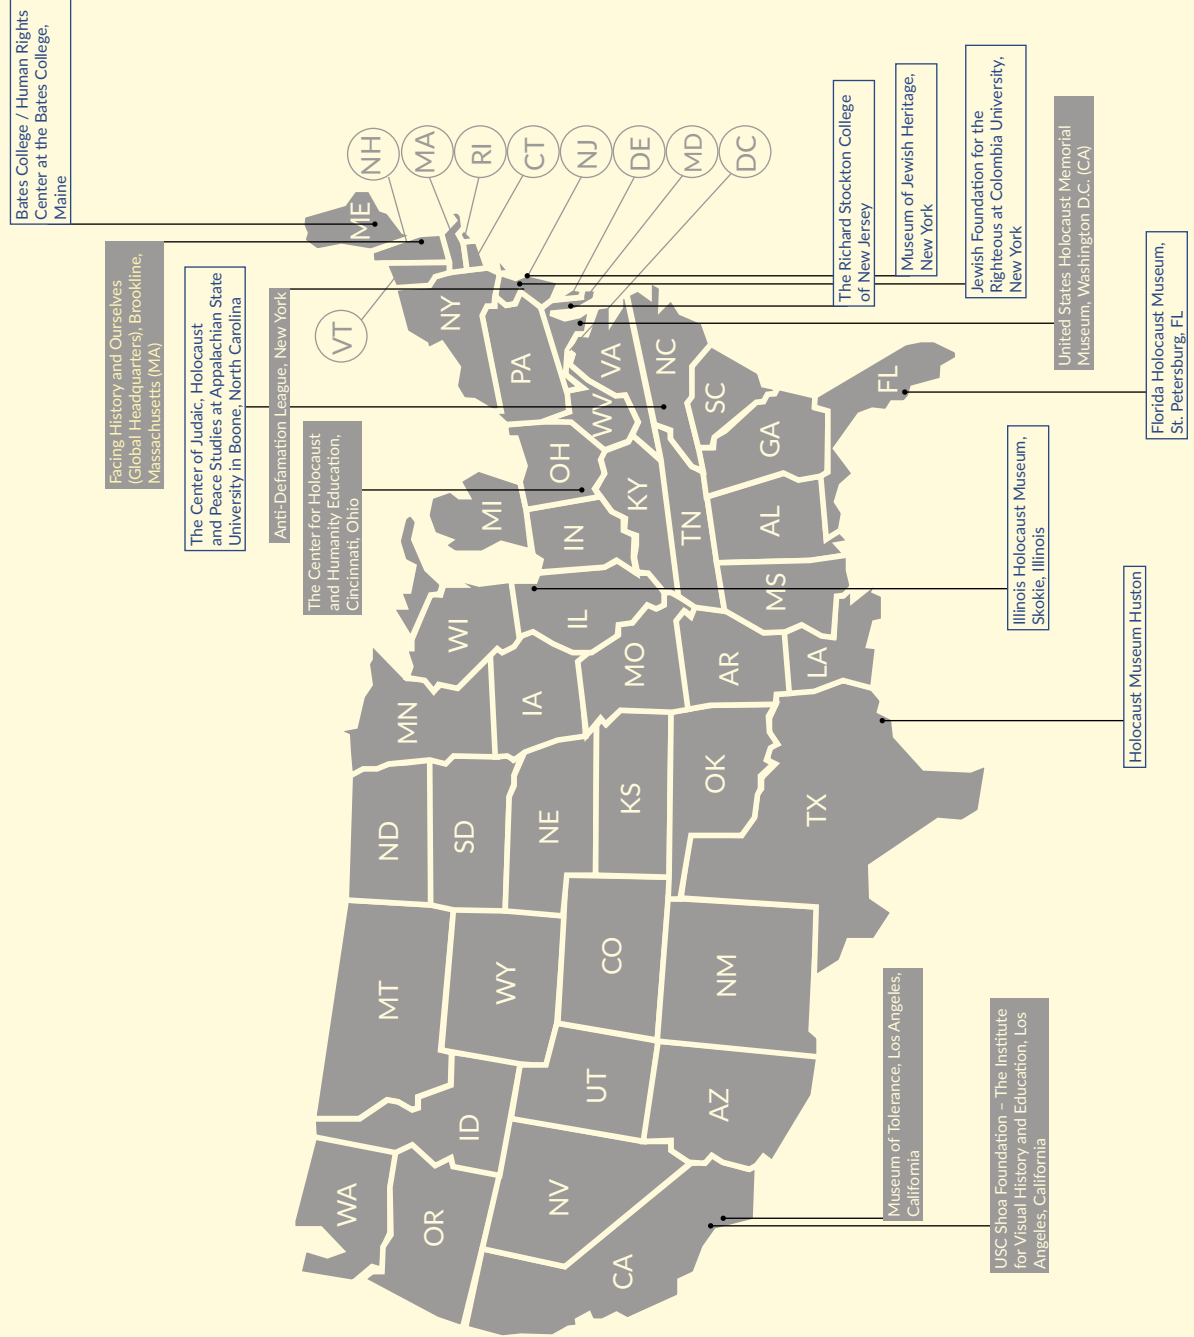 Bates College / Human Rights
Center at the Bates College,
Maine
Facing History and Ourselves
(Global Headquarters), Brookline,
Massachusetts (MA)
The Center of Judaic, Holocaust
and Peace Studies at Appalachian State
University in Boone, North Carolina
Anti-Defamation League, New York
The Center for Holocaust
and Humanity Education,
Cincinnati, Ohio
VT
NH
MA
RI
CT
NJ
DE
MD
DC
The Richard Stockton College
of New Jersey
Museum of Jewish Heritage,
New York
Jewish Foundation for the
Righteous at Colombia University,
New York
United States Holocaust Memorial
Museum, Washington D.C. (CA)
Florida Holocaust Museum,
St. Petersburg, FL
Illinois Holocaust Museum,
Skokie, Illinois
Holocaust Museum Huston
Museum of Tolerance, Los Angeles,
California
USC Shoa Foundation – The Institute
for Visual History and Education, Los
Angeles, California
WA
MT
ND
MN
WI
MI
NY
ME
OR
ID
WY
SD
IA
IL
IN
OH
PA
NV
UT
CO
NE
KS
MO
KY
WV
VA
CA
AZ
NM
OK
AR
TN
NC
SC
TX
LA
MS
AL
GA
FL